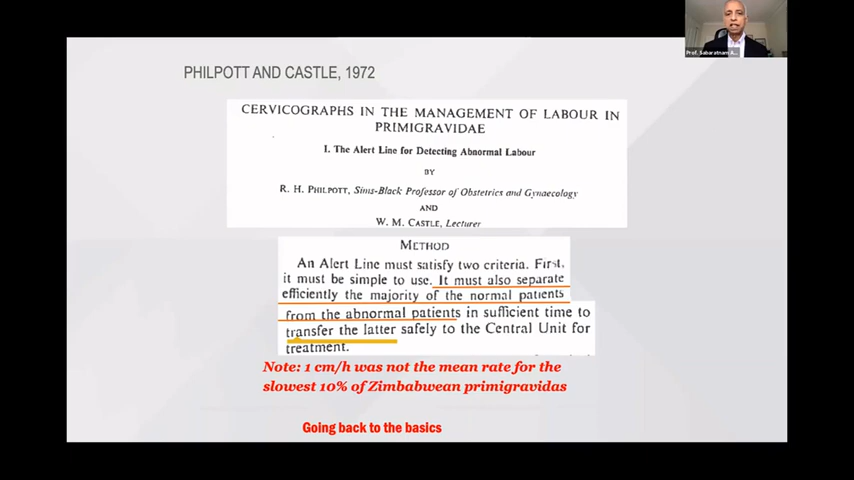 Prof. Sabaratnam A...
PHILPOTT AND CASTLE, 1972
CERVICOGRAPHS IN THE MANAGEMENT OF LABOUR IN
PRIMIGRAVIDAE
I. The Alert Line for Detecting Abnormal Labour
BY
R. H. PHILPOTT, Sims-Black Professor of Obstetrics and Gynaecology
AND
W. M. CASTLE, Lecturer
METHOD
An Alert Line must satisfy two criteria. First,
it must be simple to use. It must also separate
efficiently the majority of the normal patients
from the abnormal patients in sufficient time to
transfer the latter safely to the Central Unit for
treatment.
Note: 1 cm/h was not the mean rate for the
slowest 10% of Zimbabwean primigravidas
Going back to the basics